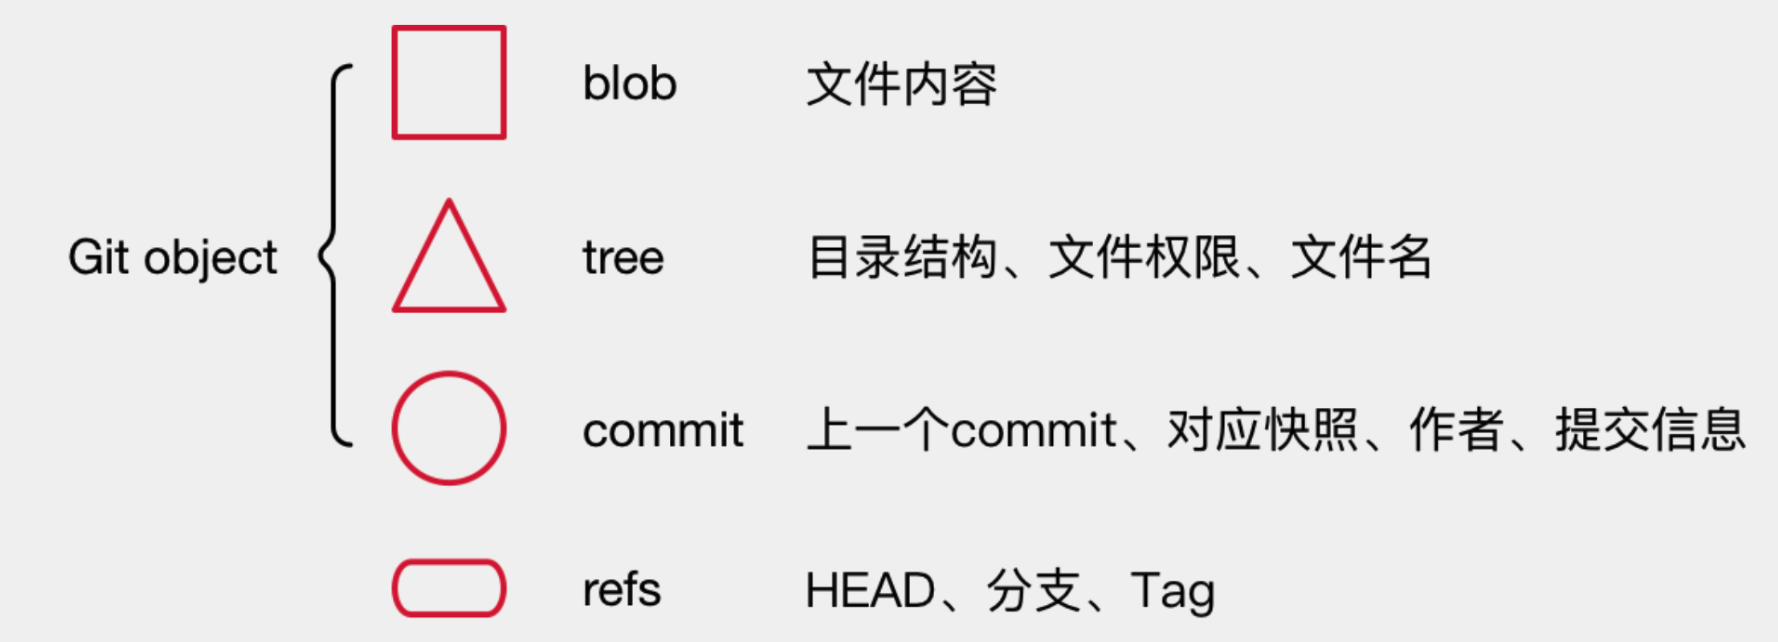 blob 文件内容
Git object tree 目录结构、文件权限、文件名
commit 上一个commit、对应快照、作者、提交信息
refs HEAD、分支、Tag